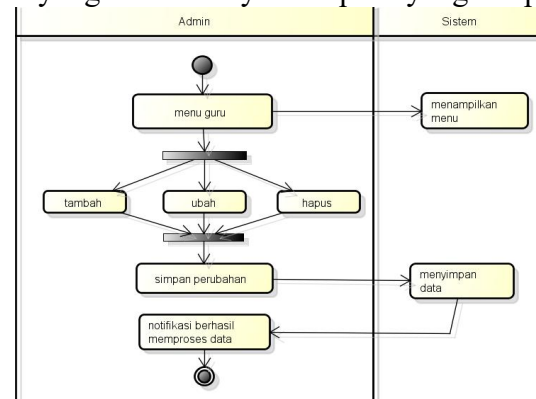 Admin
Sistem
menu guru
menampilkan
menu
tambah
ubah
hapus
simpan perubahan
menyimpan
data
notifikasi berhasil
memproses data